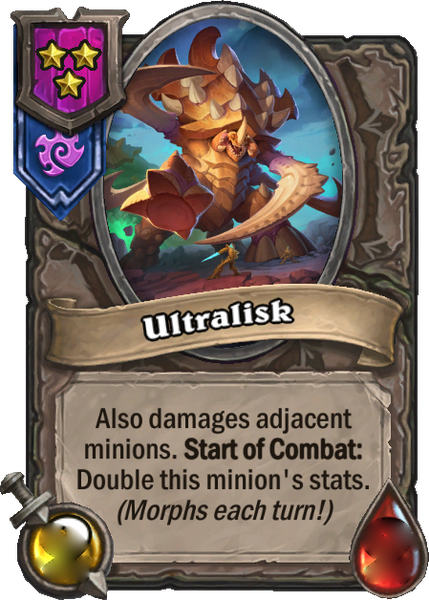 Ultralisk
Also damages adjacent
minions. Start of Combat:
Double this minion's stats.
(Morphs each turn!)